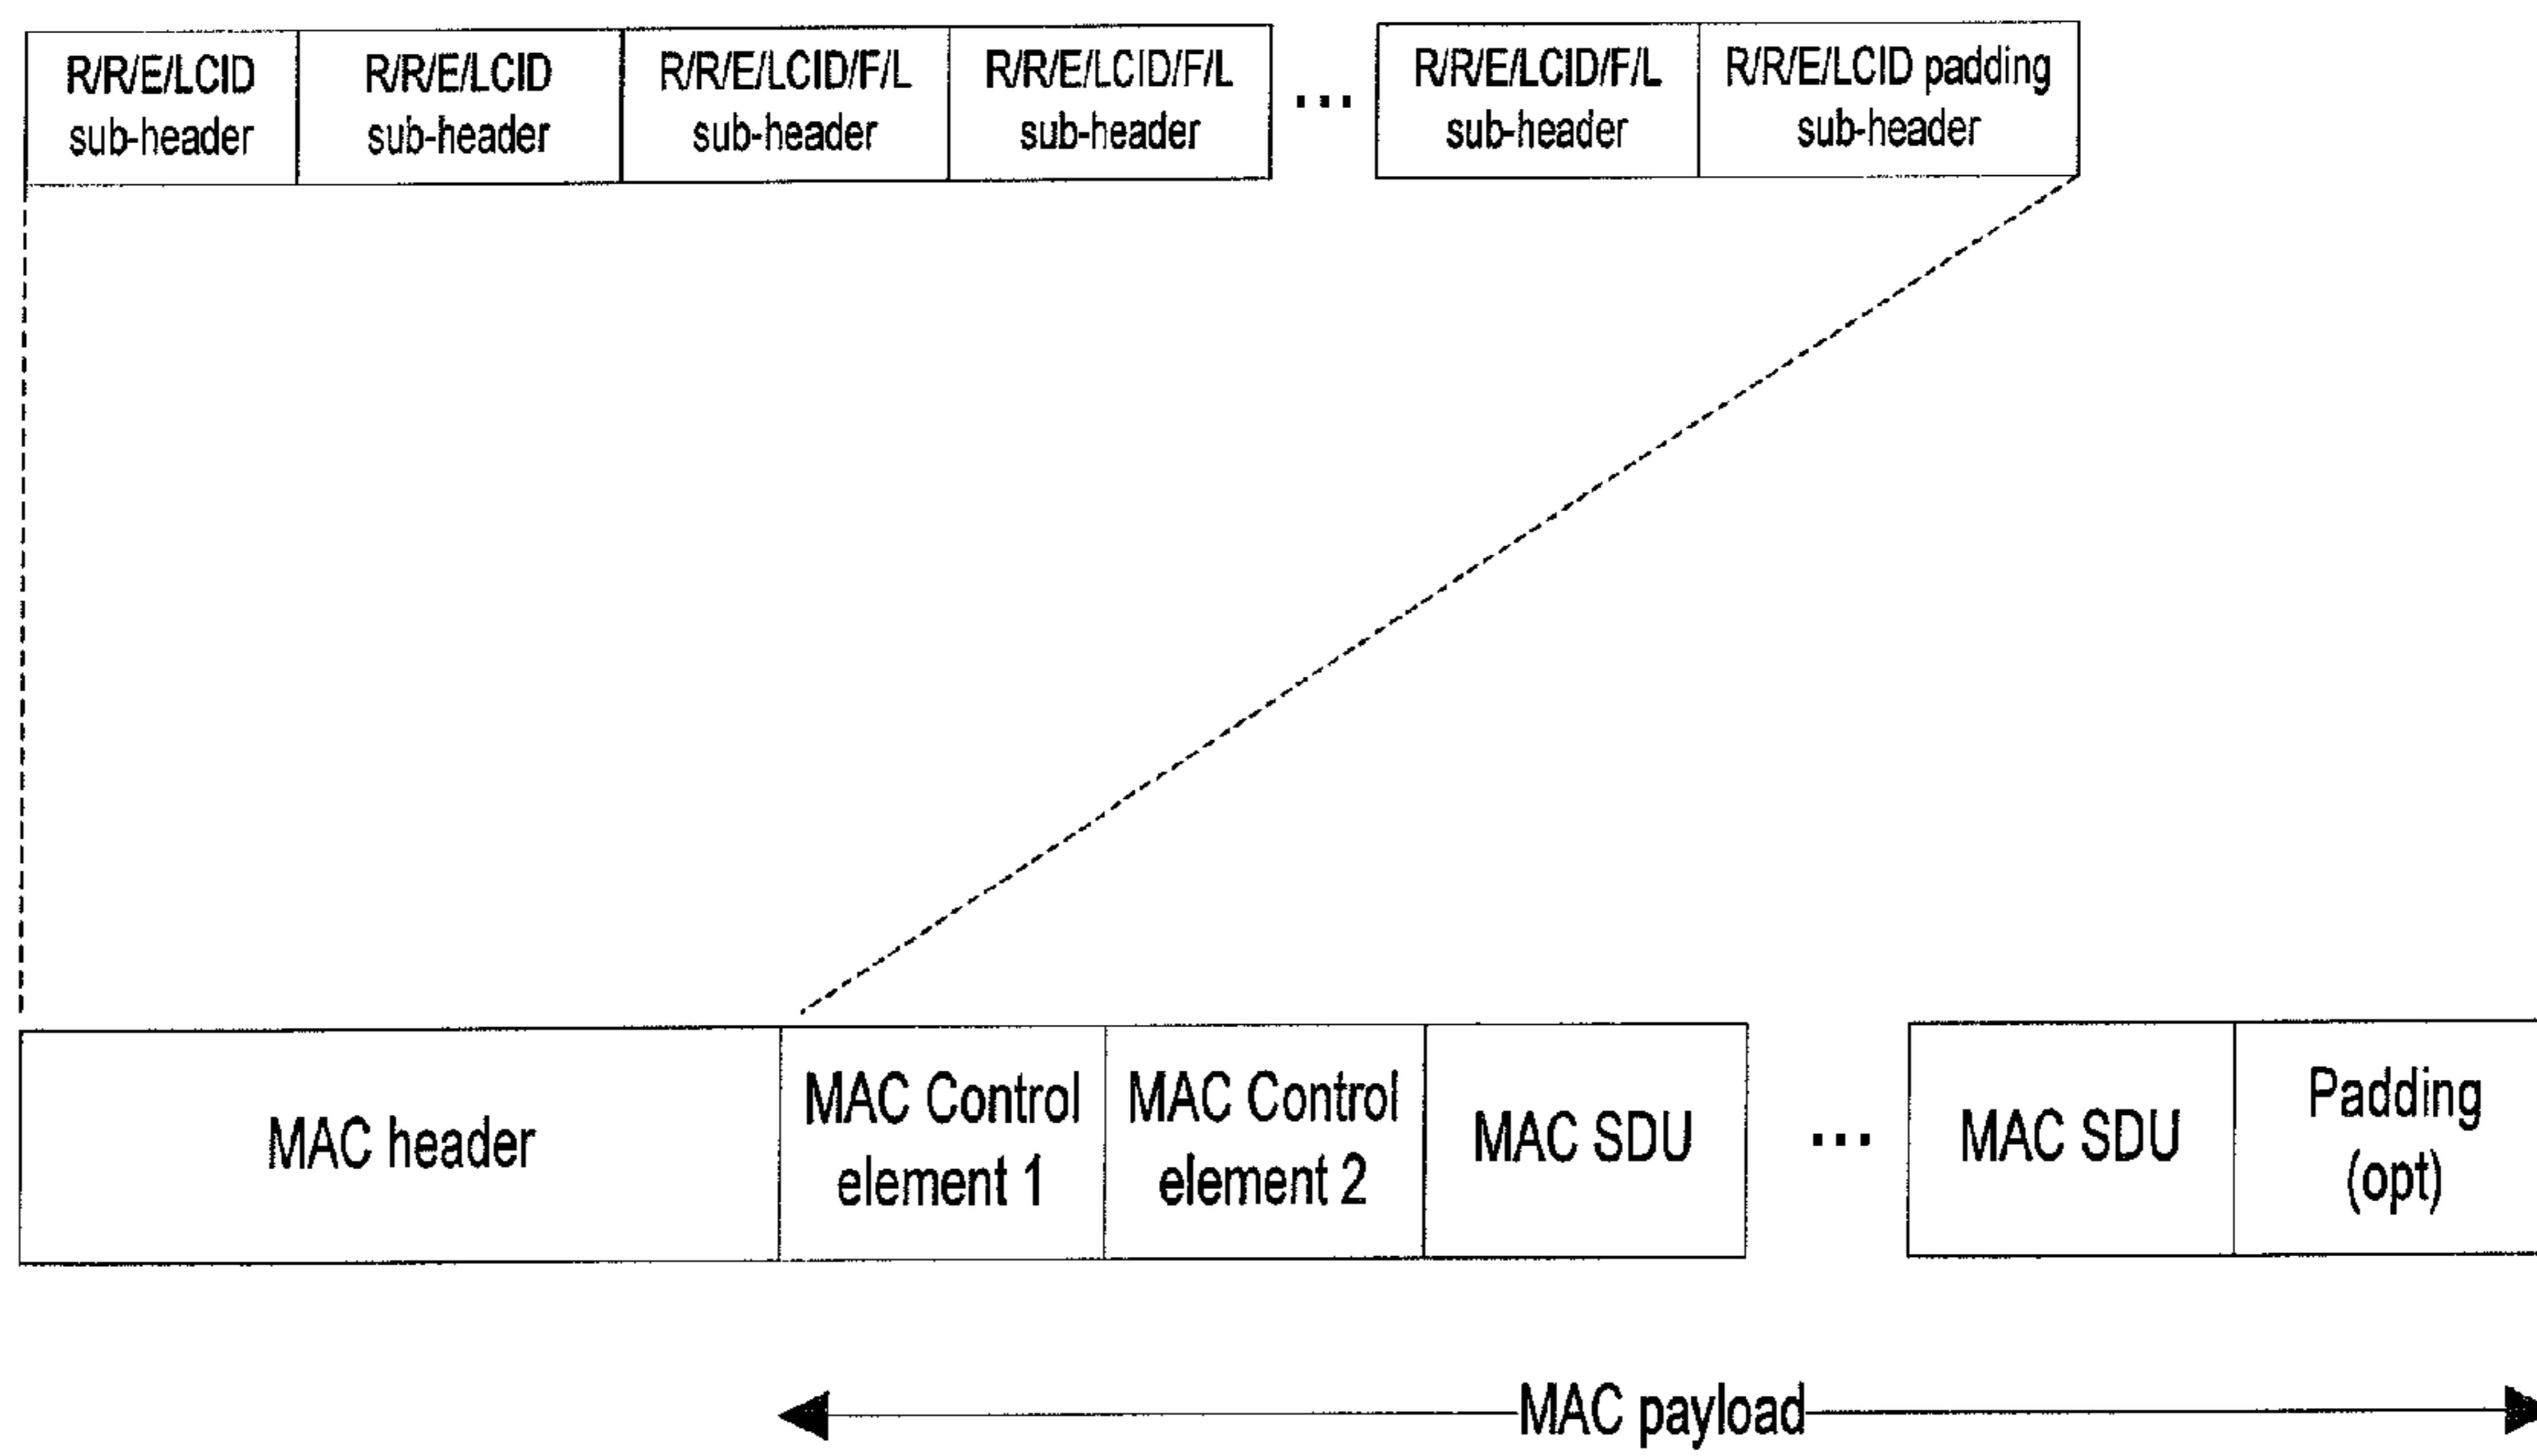 R/R/E/LCID
sub-header
R/R/E/LCID
sub-header
R/R/E/LCID/F/L
sub-header
R/R/E/LCID/F/L
sub-header
...
R/R/E/LCID/F/L
sub-header
R/R/E/LCID padding
sub-header
MAC header
MAC Control
element 1
MAC Control
element 2
MAC SDU
...
MAC SDU
Padding
(opt)
MAC payload